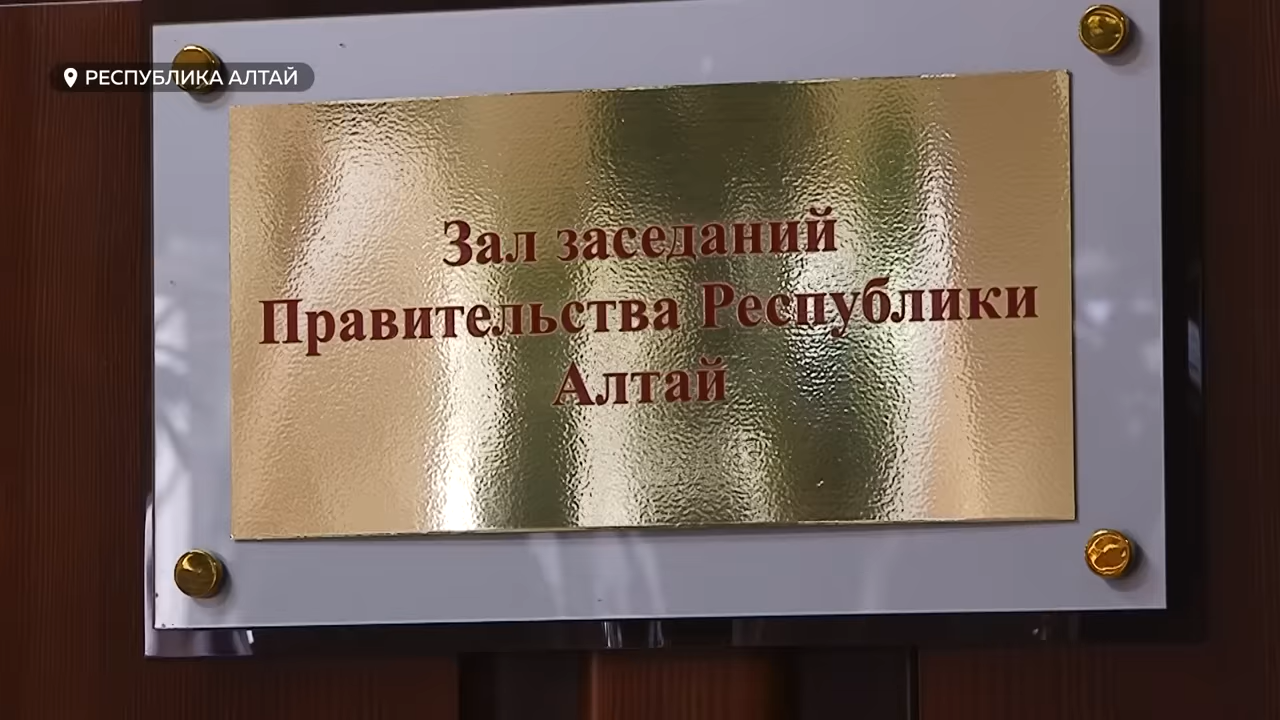 РЕСПУБЛИКА АЛТАЙ
Зал заседаний
Правительства Республики
Алтай